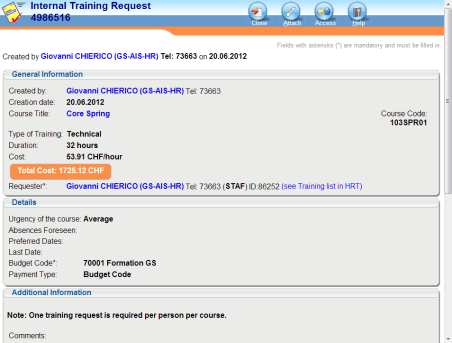 Internal Training Request
4986516
Clone
Attach
Access
Help
Fields with asterisks (*) are mandatory and must be filled in.
Created by Giovanni CHIERICO (GS-AIS-HR) Tel: 73663 on 20.06.2012
General Information
Created by: Giovanni CHIERICO (GS-AIS-HR) Tel: 73663
Creation date: 20.06.2012
Course Title: Core Spring
Course Code:
103SPR01
Type of Training: Technical
Duration: 32 hours
Cost: 53.91 CHF/hour
Total Cost: 1725.12 CHF
Requester*: Giovanni CHIERICO (GS-AIS-HR) Tel: 73663 (STAF) ID:86252 (see Training list in HRT)
Details
Urgency of the course: Average
Absences Foreseen:
Preferred Dates:
Last Date:
Budget Code*: 70001 Formation GS
Payment Type: Budget Code
Additional Information
Note: One training request is required per person per course.
Comments: